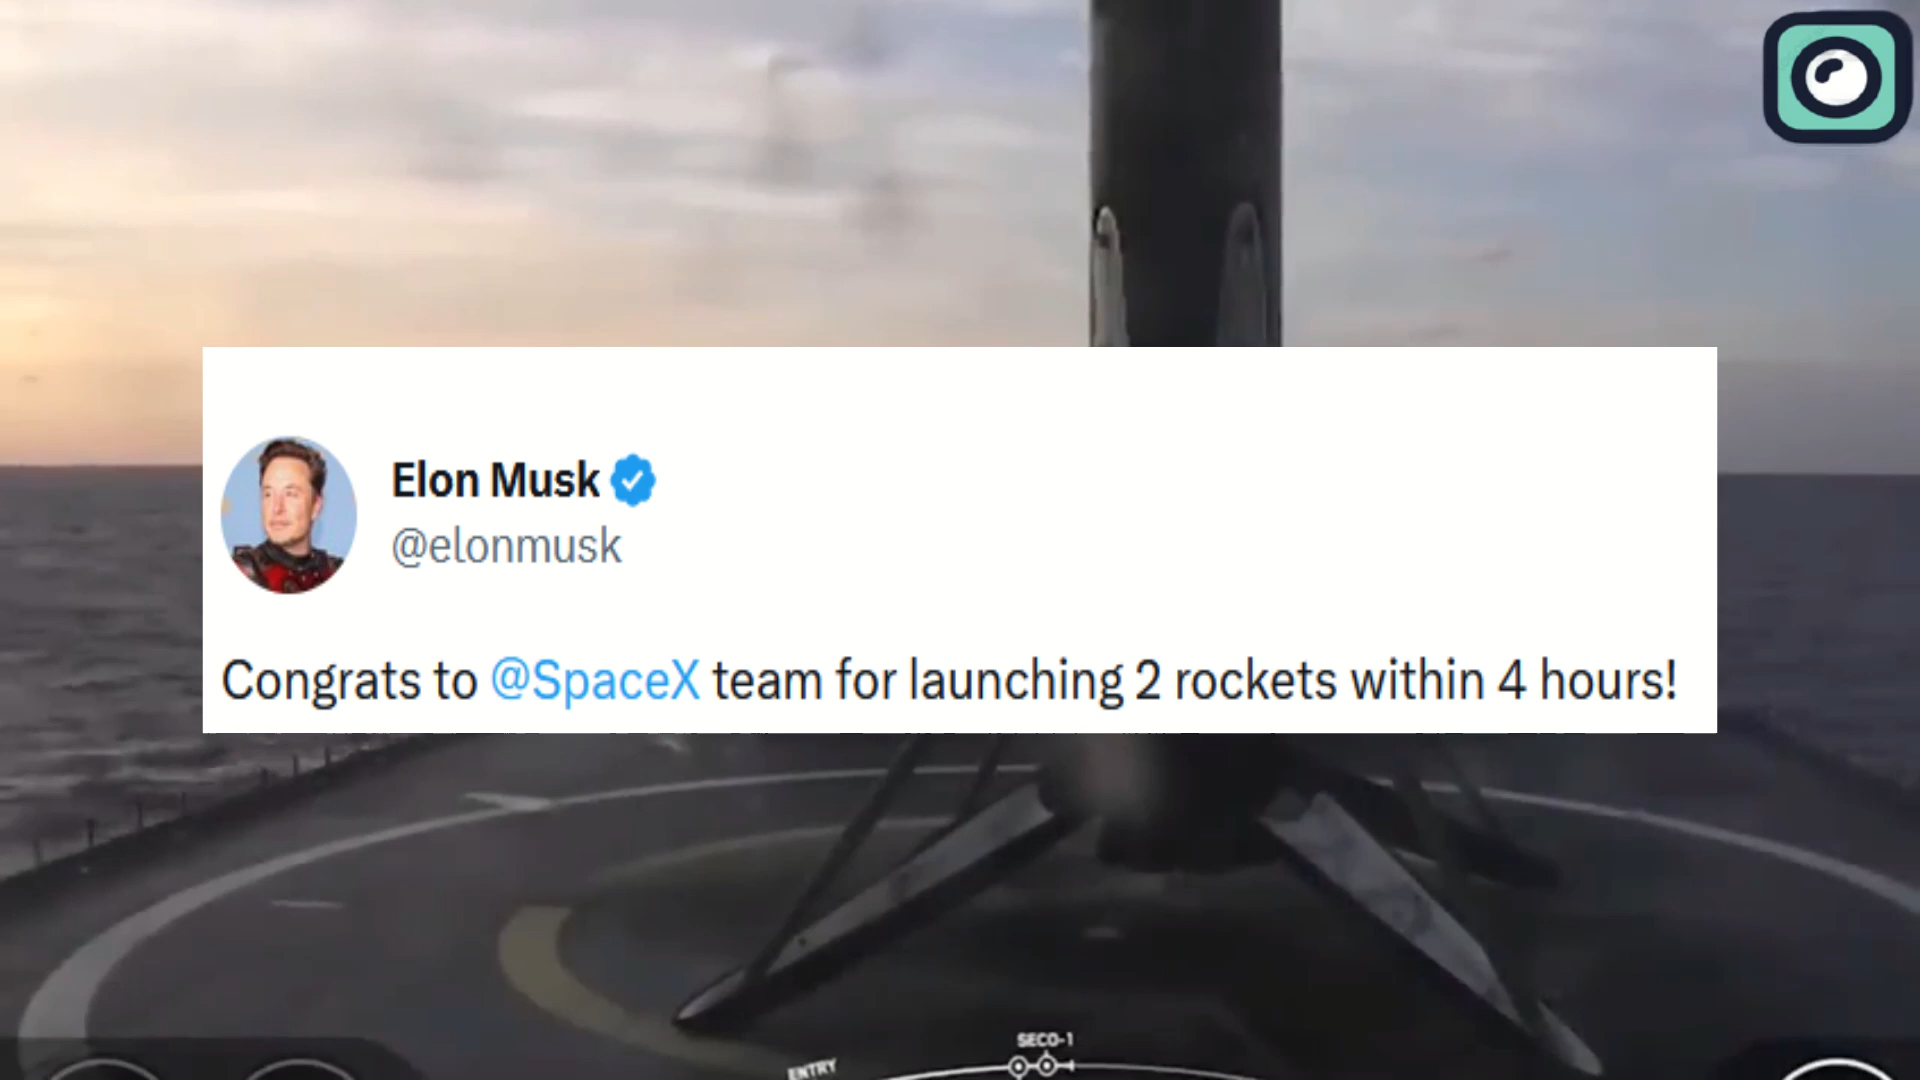 Elon Musk
@elonmusk
Congrats to @SpaceX team for launching 2 rockets within 4 hours!
SECO-1
ENTRY